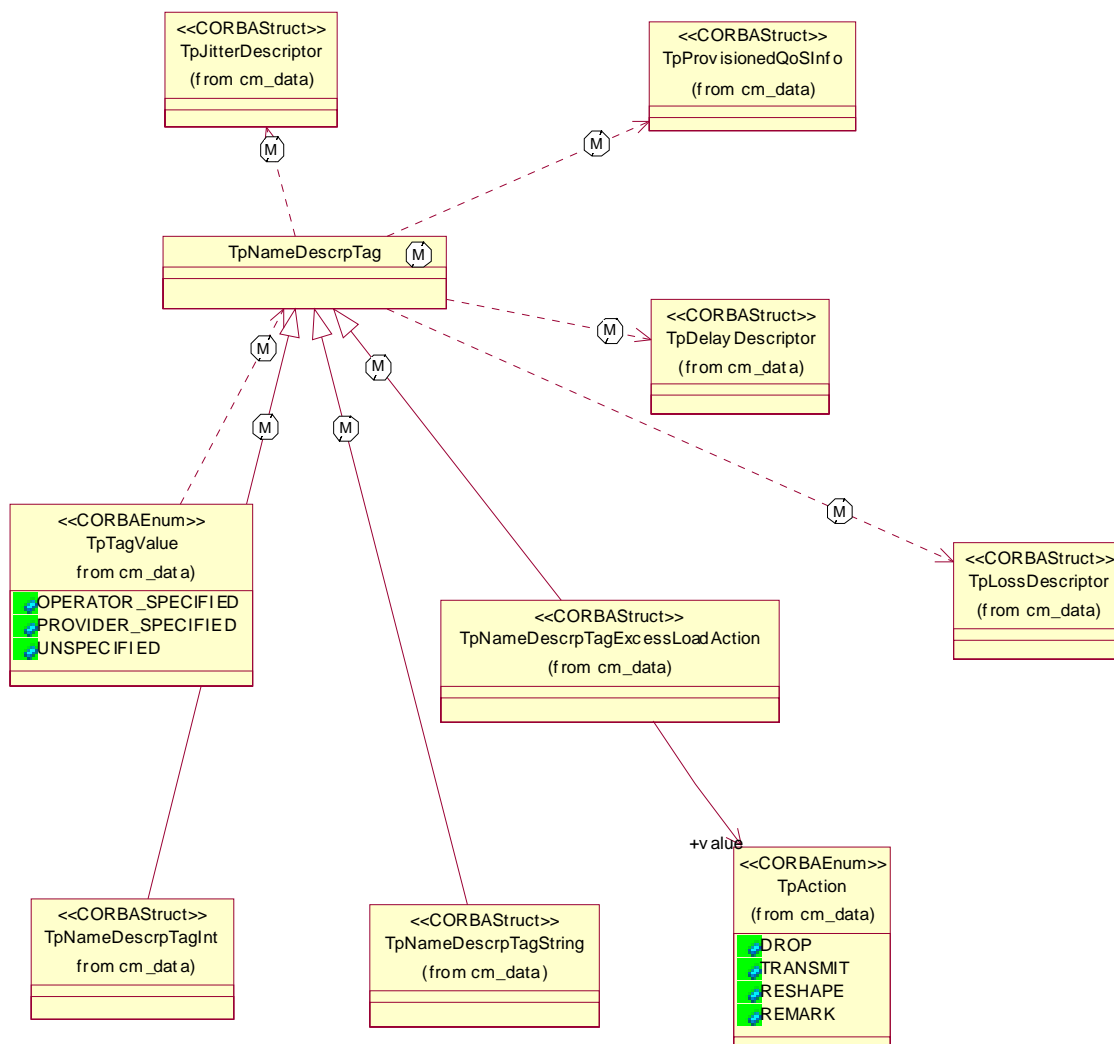 <<CORBAStruct>>
TpJitterDescriptor
(from cm_data)
<<CORBAStruct>>
TpProvisionedQoSInfo
(from cm_data)
M
M
TpNameDescrpTag
M
<<CORBAStruct>>
TpDelayDescriptor
(from cm_data)
M
M
M
M
M
M
<<CORBAEnum>>
TpTagValue
from cm_data)
OPERATOR_SPECIFIED
PROVIDER_SPECIFIED
UNSPECIFIED
<<CORBAStruct>>
TpLossDescriptor
(from cm_data)
<<CORBAStruct>>
TpNameDescrpTagExcessLoadAction
(from cm_data)
+value
<<CORBAEnum>>
TpAction
(from cm_data)
DROP
TRANSMIT
RESHAPE
REMARK
<<CORBAStruct>>
TpNameDescrpTagInt
from cm_data)
<<CORBAStruct>>
TpNameDescrpTagString
(from cm_data)